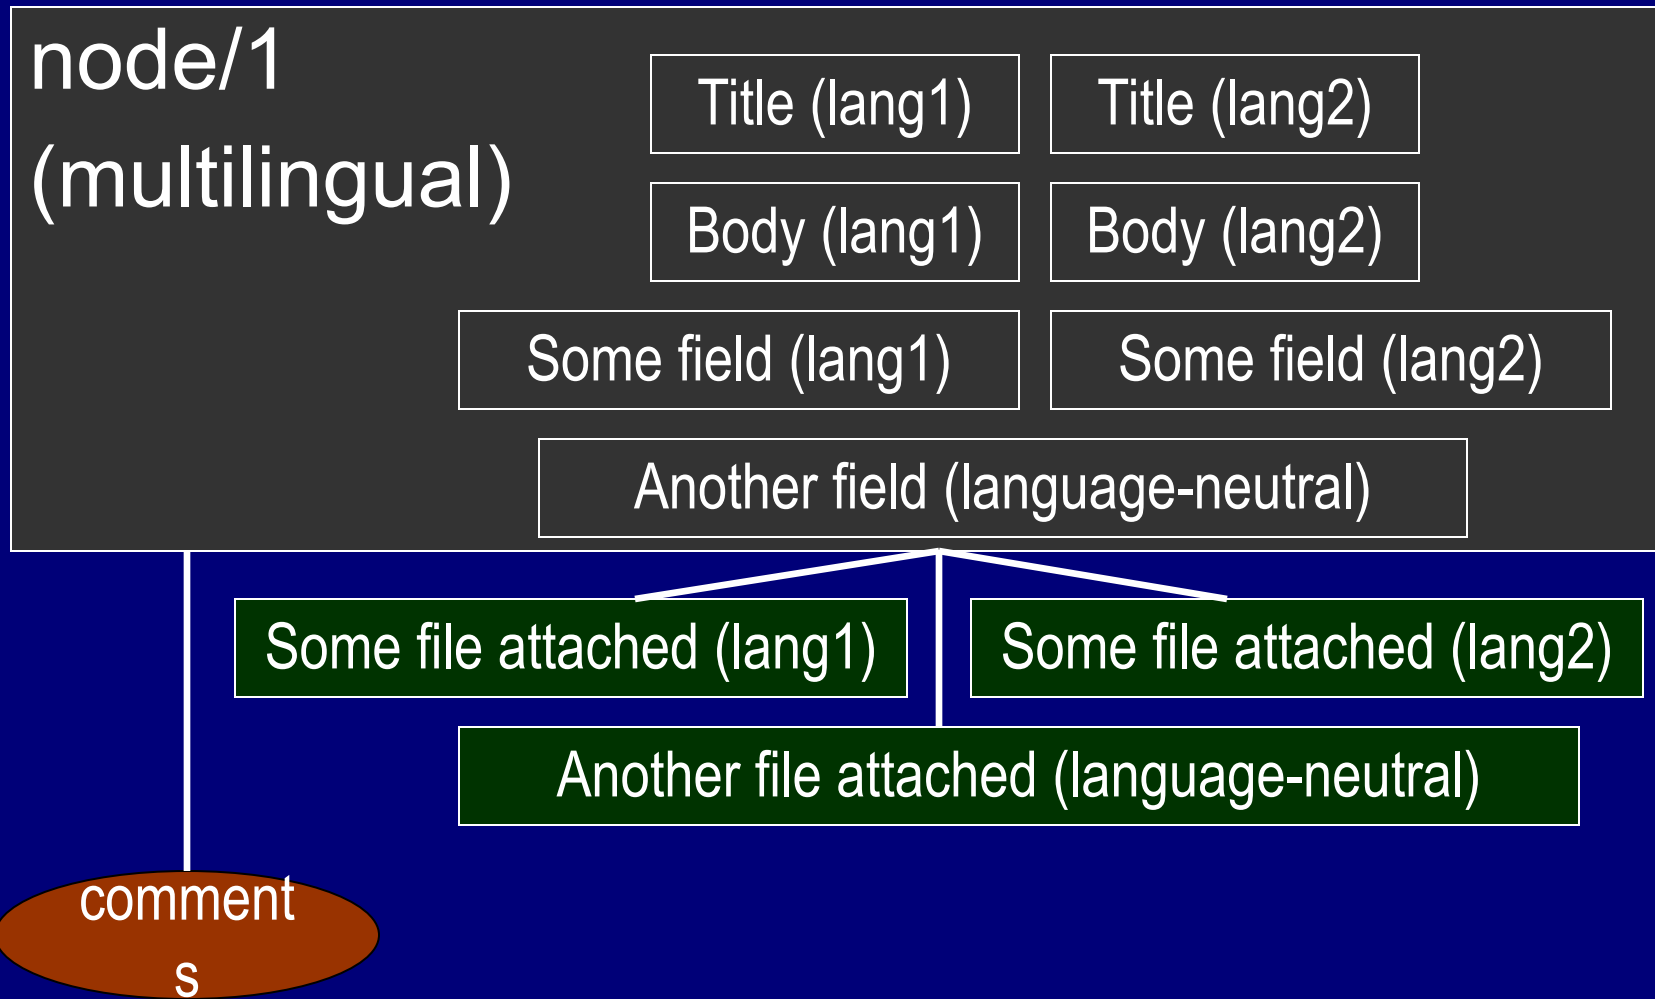 node/1
(multilingual)
Title (lang1)
Title (lang2)
Body (lang1)
Body (lang2)
Some field (lang1)
Some field (lang2)
Another field (language-neutral)
Some file attached (lang1)
Some file attached (lang2)
Another file attached (language-neutral)
comment
s